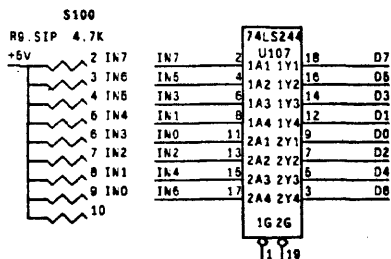 S100
R9.SIP 4.7K
+5V
2 IN7
3 IN6
4 IN5
5 IN4
6 IN3
7 IN2
8 IN1
9 IN0
10
74LS244
U107
IN7 2 1A1 1Y1 18 D7
IN5 4 1A2 1Y2 16 D5
IN3 6 1A3 1Y3 14 D3
IN1 8 1A4 1Y4 12 D1
IN0 11 2A1 2Y1 9 D0
IN2 13 2A2 2Y2 7 D2
IN4 15 2A3 2Y3 5 D4
IN6 17 2A4 2Y4 3 D6
1G 2G
1 19